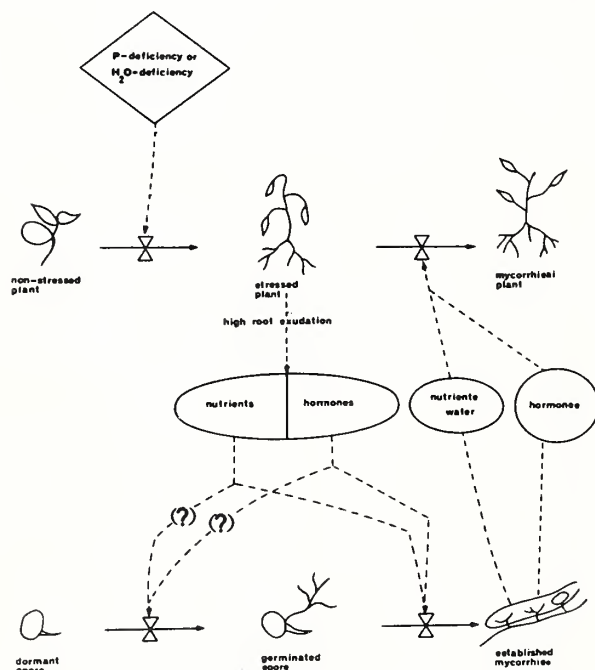 P-deficiency or
H2O-deficiency
non-stressed
plant
stressed
plant
mycorrhizal
plant
high root exudation
nutrients
hormones
nutrients
water
hormones
(?)
(?)
dormant
spore
germinated
spore
established
mycorrhizae